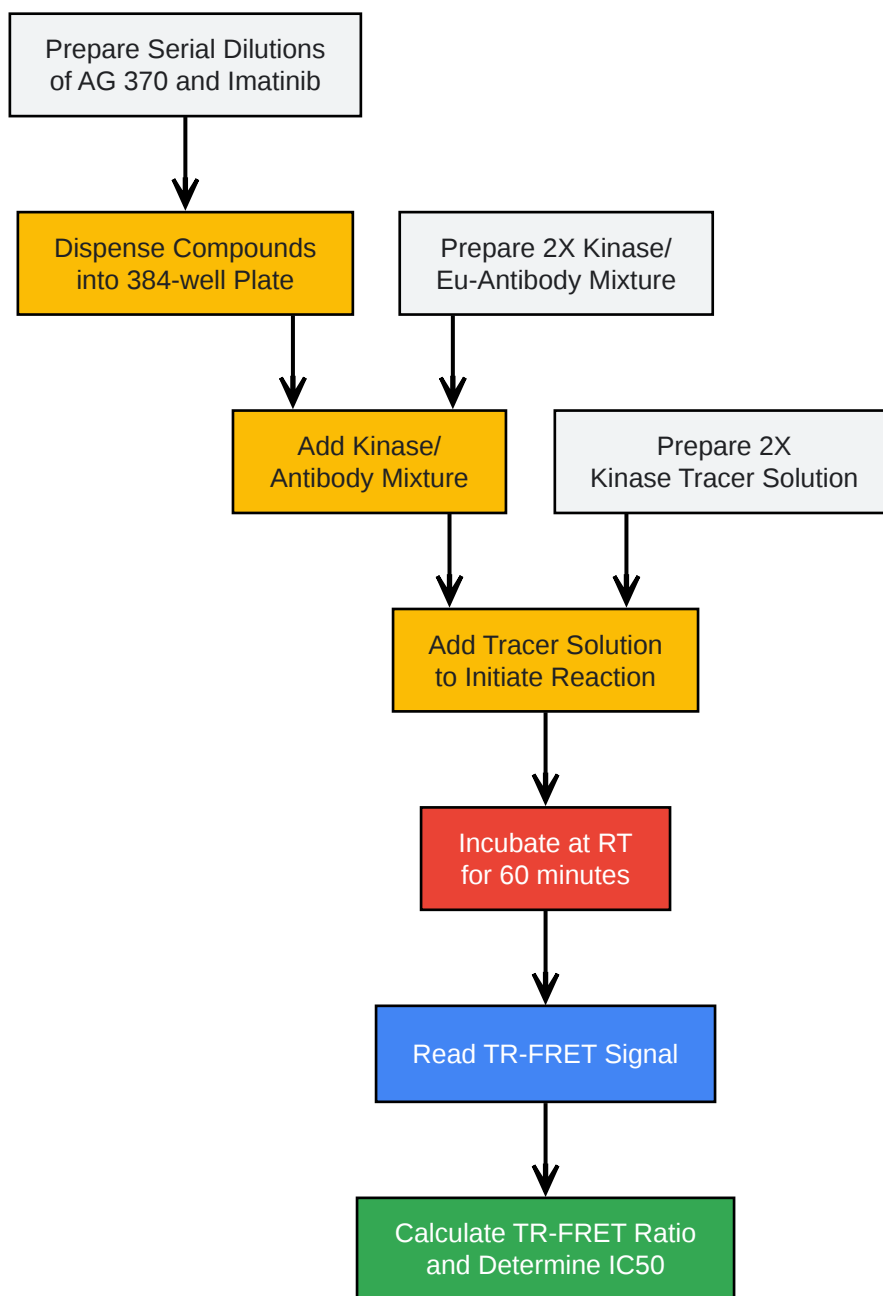 Prepare Serial Dilutions
of AG 370 and Imatinib
Dispense Compounds
into 384-well Plate
Prepare 2X Kinase/
Eu-Antibody Mixture
Add Kinase/
Antibody Mixture
Prepare 2X
Kinase Tracer Solution
Add Tracer Solution
to Initiate Reaction
Incubate at RT
for 60 minutes
Read TR-FRET Signal
Calculate TR-FRET Ratio
and Determine IC50